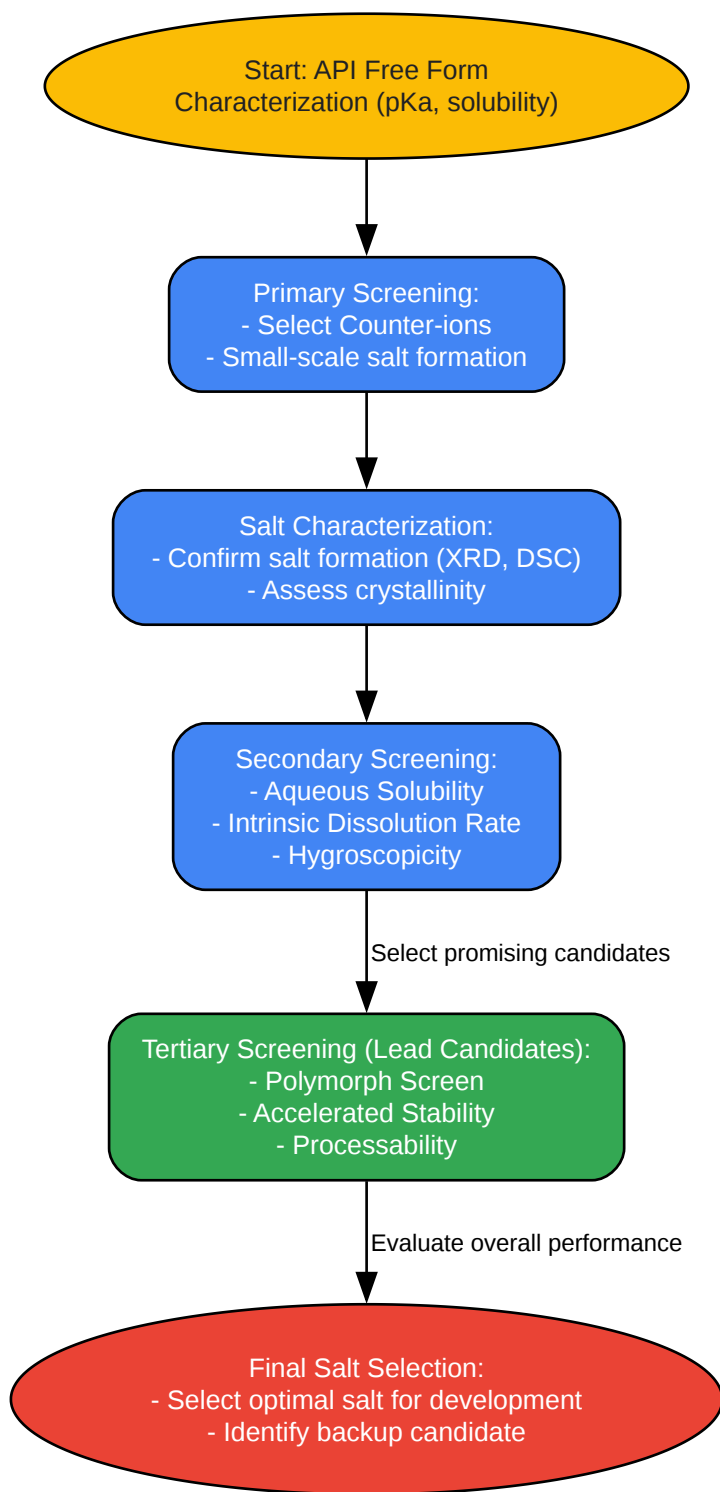 Start: API Free Form
Characterization (pKa, solubility)
Primary Screening:
- Select Counter-ions
- Small-scale salt formation
Salt Characterization:
- Confirm salt formation (XRD, DSC)
- Assess crystallinity
Secondary Screening:
- Aqueous Solubility
- Intrinsic Dissolution Rate
- Hygroscopicity
Select promising candidates
Tertiary Screening (Lead Candidates):
- Polymorph Screen
- Accelerated Stability
- Processability
Evaluate overall performance
Final Salt Selection:
- Select optimal salt for development
- Identify backup candidate